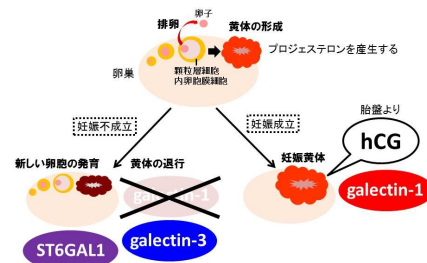 卵子
排卵
黄体の形成
プロジェステロンを産生する
卵巣
顆粒層細胞
内卵胞膜細胞
妊娠不成立
妊娠成立
胎盤より
hCG
新しい卵胞の発育
黄体の退行
妊娠黄体
galectin-1
galectin-1
ST6GAL1
galectin-3